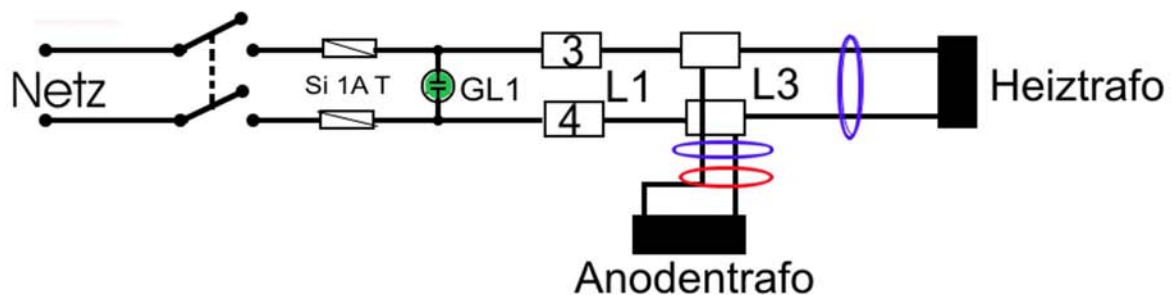 Netz
Si 1A T
GL1
3
4
L1
L3
Heiztrafo
Anodentrafo